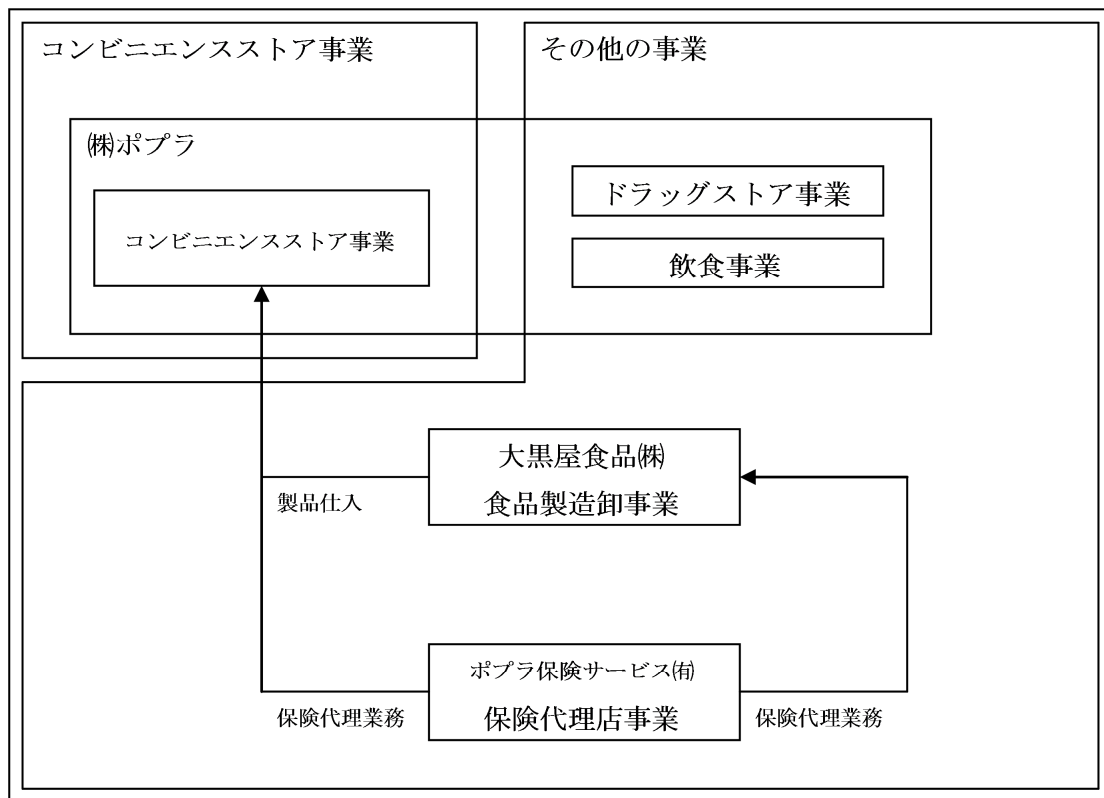 コンビニエンスストア事業
その他の事業
㈱ポプラ
コンビニエンスストア事業
ドラッグストア事業
飲食事業
大黒屋食品㈱
食品製造卸事業
製品仕入
ポプラ保険サービス㈲
保険代理店事業
保険代理業務
保険代理業務